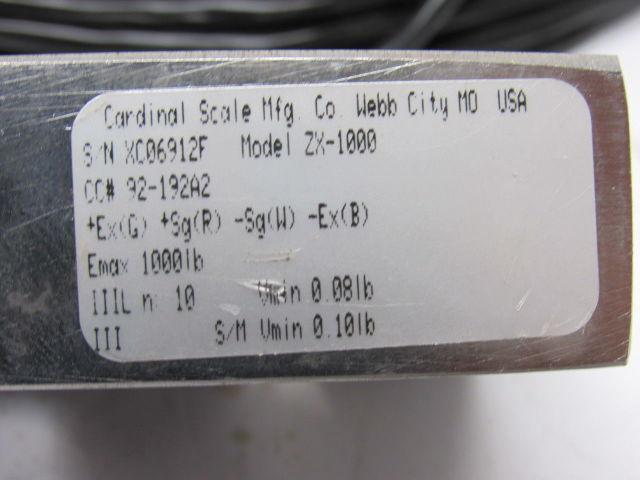 Cardinal Scale Mfg. Co. Webb City MO USA
S/N XC06912F Model ZX-1000
CC# 92-192A2
+Ex(G) +Sg(R) -Sg(W) -Ex(B)
Emax 1000lb
IIIL n: 10 Vmin 0.08lb
III S/M Vmin 0.10lb